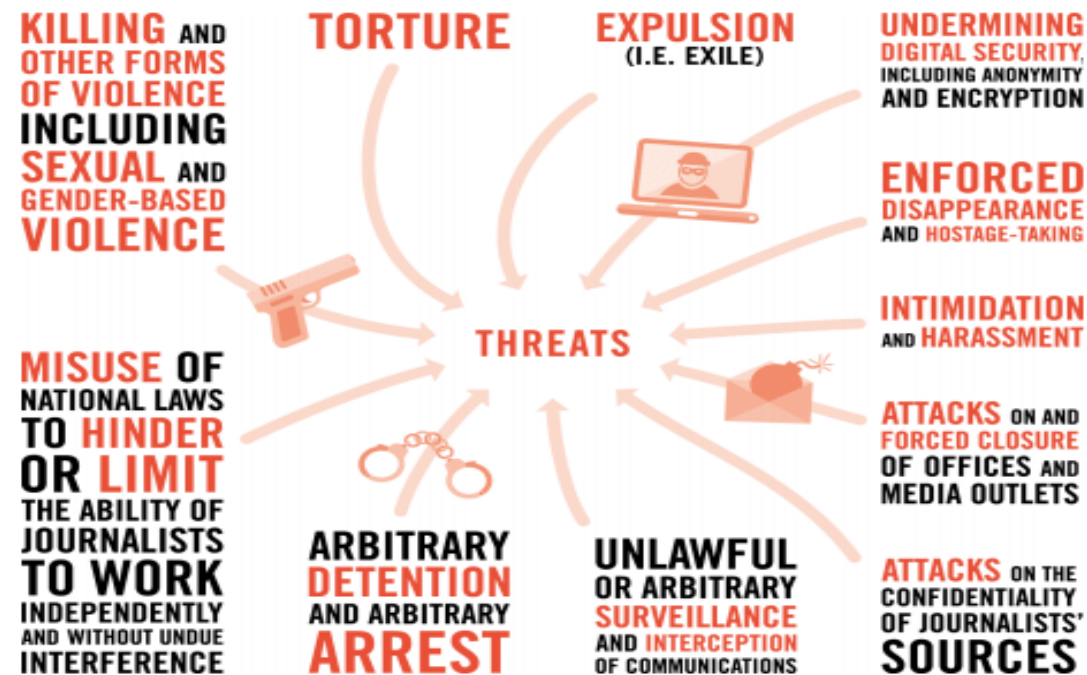 KILLING AND
OTHER FORMS
OF VIOLENCE
INCLUDING
SEXUAL AND
GENDER-BASED
VIOLENCE
TORTURE
EXPULSION
(I.E. EXILE)
UNDERMINING
DIGITAL SECURITY,
INCLUDING ANONYMITY
AND ENCRYPTION
ENFORCED
DISAPPEARANCE
AND HOSTAGE-TAKING
INTIMIDATION
AND HARASSMENT
THREATS
MISUSE OF
NATIONAL LAWS
TO HINDER
OR LIMIT
THE ABILITY OF
JOURNALISTS
TO WORK
INDEPENDENTLY
AND WITHOUT UNDUE
INTERFERENCE
ARBITRARY
DETENTION
AND ARBITRARY
ARREST
UNLAWFUL
OR ARBITRARY
SURVEILLANCE
AND INTERCEPTION
OF COMMUNICATIONS
ATTACKS ON AND
FORCED CLOSURE
OF OFFICES AND
MEDIA OUTLETS
ATTACKS ON THE
CONFIDENTIALITY
OF JOURNALISTS'
SOURCES